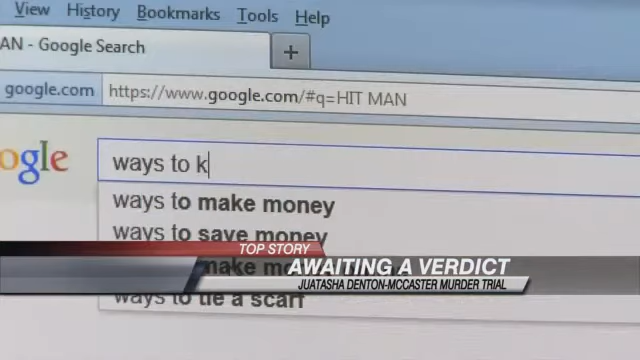 View History Bookmarks Tools Help
AN - Google Search
+
google.com https://www.google.com/#q=HIT MAN
ogle ways to k
ways to make money
ways to save money
TOP STORY
make mo
AWAITING A VERDICT
JUATASHA DENTON-MCCASTER MURDER TRIAL
ways to tie a scarf